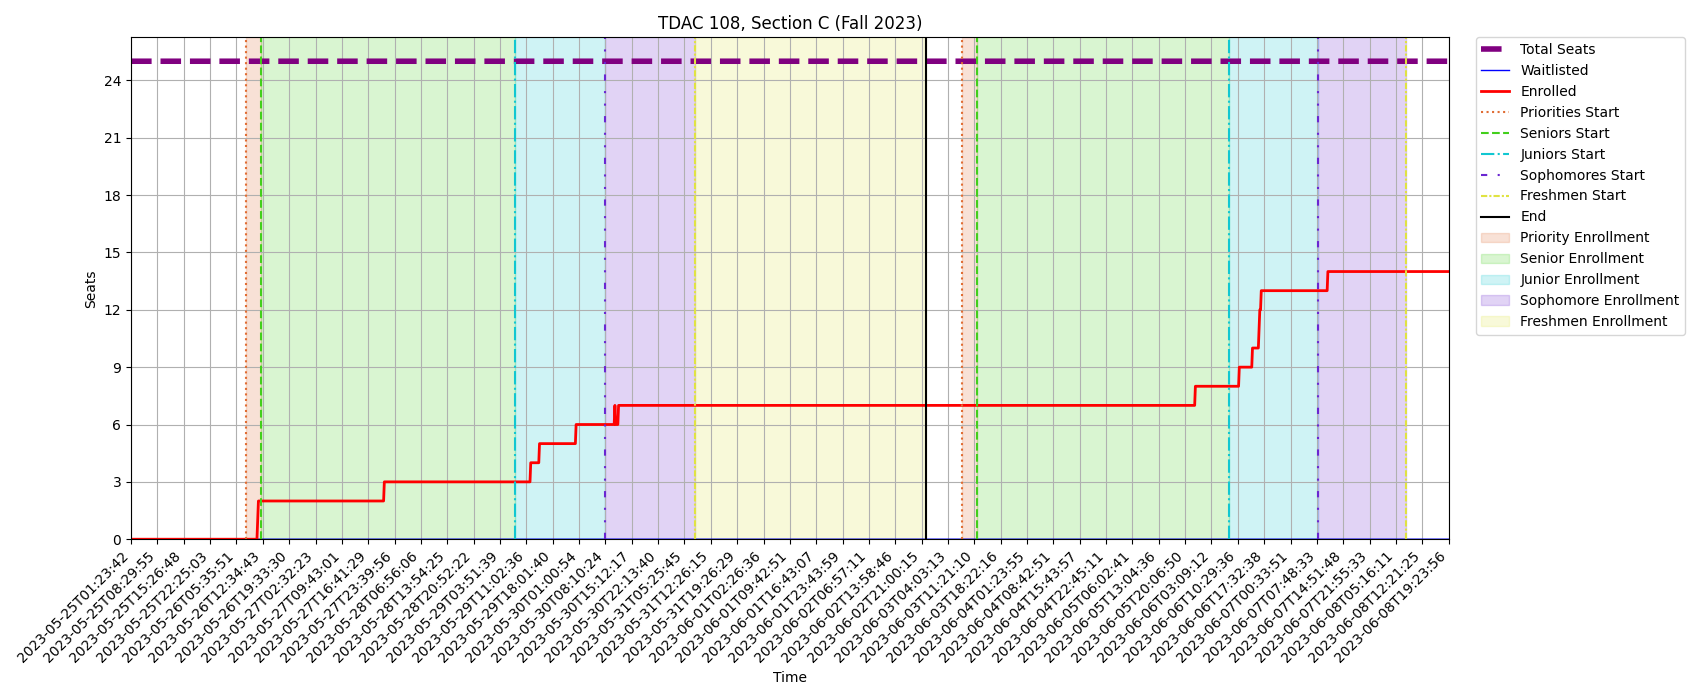 TDAC 108, Section C (Fall 2023)
Seats
24
21
18
15
12
9
6
3
0
2023-05-25T01:23:42
2023-05-25T08:29:55
2023-05-25T15:26:48
2023-05-25T22:25:03
2023-05-26T05:35:51
2023-05-26T12:34:43
2023-05-26T19:33:30
2023-05-27T02:32:23
2023-05-27T09:43:01
2023-05-27T16:41:29
2023-05-27T23:39:56
2023-05-28T06:56:06
2023-05-28T13:54:25
2023-05-28T20:52:22
2023-05-29T03:51:39
2023-05-29T11:02:36
2023-05-29T18:01:40
2023-05-30T01:00:54
2023-05-30T08:10:24
2023-05-30T15:12:17
2023-05-30T22:13:40
2023-05-31T05:25:45
2023-05-31T12:26:15
2023-05-31T19:26:29
2023-06-01T02:26:36
2023-06-01T09:42:51
2023-06-01T16:43:07
2023-06-01T23:43:59
2023-06-02T06:57:11
2023-06-02T13:58:46
2023-06-02T21:00:15
2023-06-03T04:03:13
2023-06-03T11:21:10
2023-06-03T18:22:16
2023-06-04T01:23:55
2023-06-04T08:42:51
2023-06-04T15:43:57
2023-06-04T22:45:11
2023-06-05T06:02:41
2023-06-05T13:04:36
2023-06-05T20:06:50
2023-06-06T03:09:12
2023-06-06T10:29:36
2023-06-06T17:32:38
2023-06-07T00:33:51
2023-06-07T07:48:33
2023-06-07T14:51:48
2023-06-07T21:55:33
2023-06-08T05:16:11
2023-06-08T12:21:25
2023-06-08T19:23:56
Time
Total Seats
Waitlisted
Enrolled
Priorities Start
Seniors Start
Juniors Start
Sophomores Start
Freshmen Start
End
Priority Enrollment
Senior Enrollment
Junior Enrollment
Sophomore Enrollment
Freshmen Enrollment